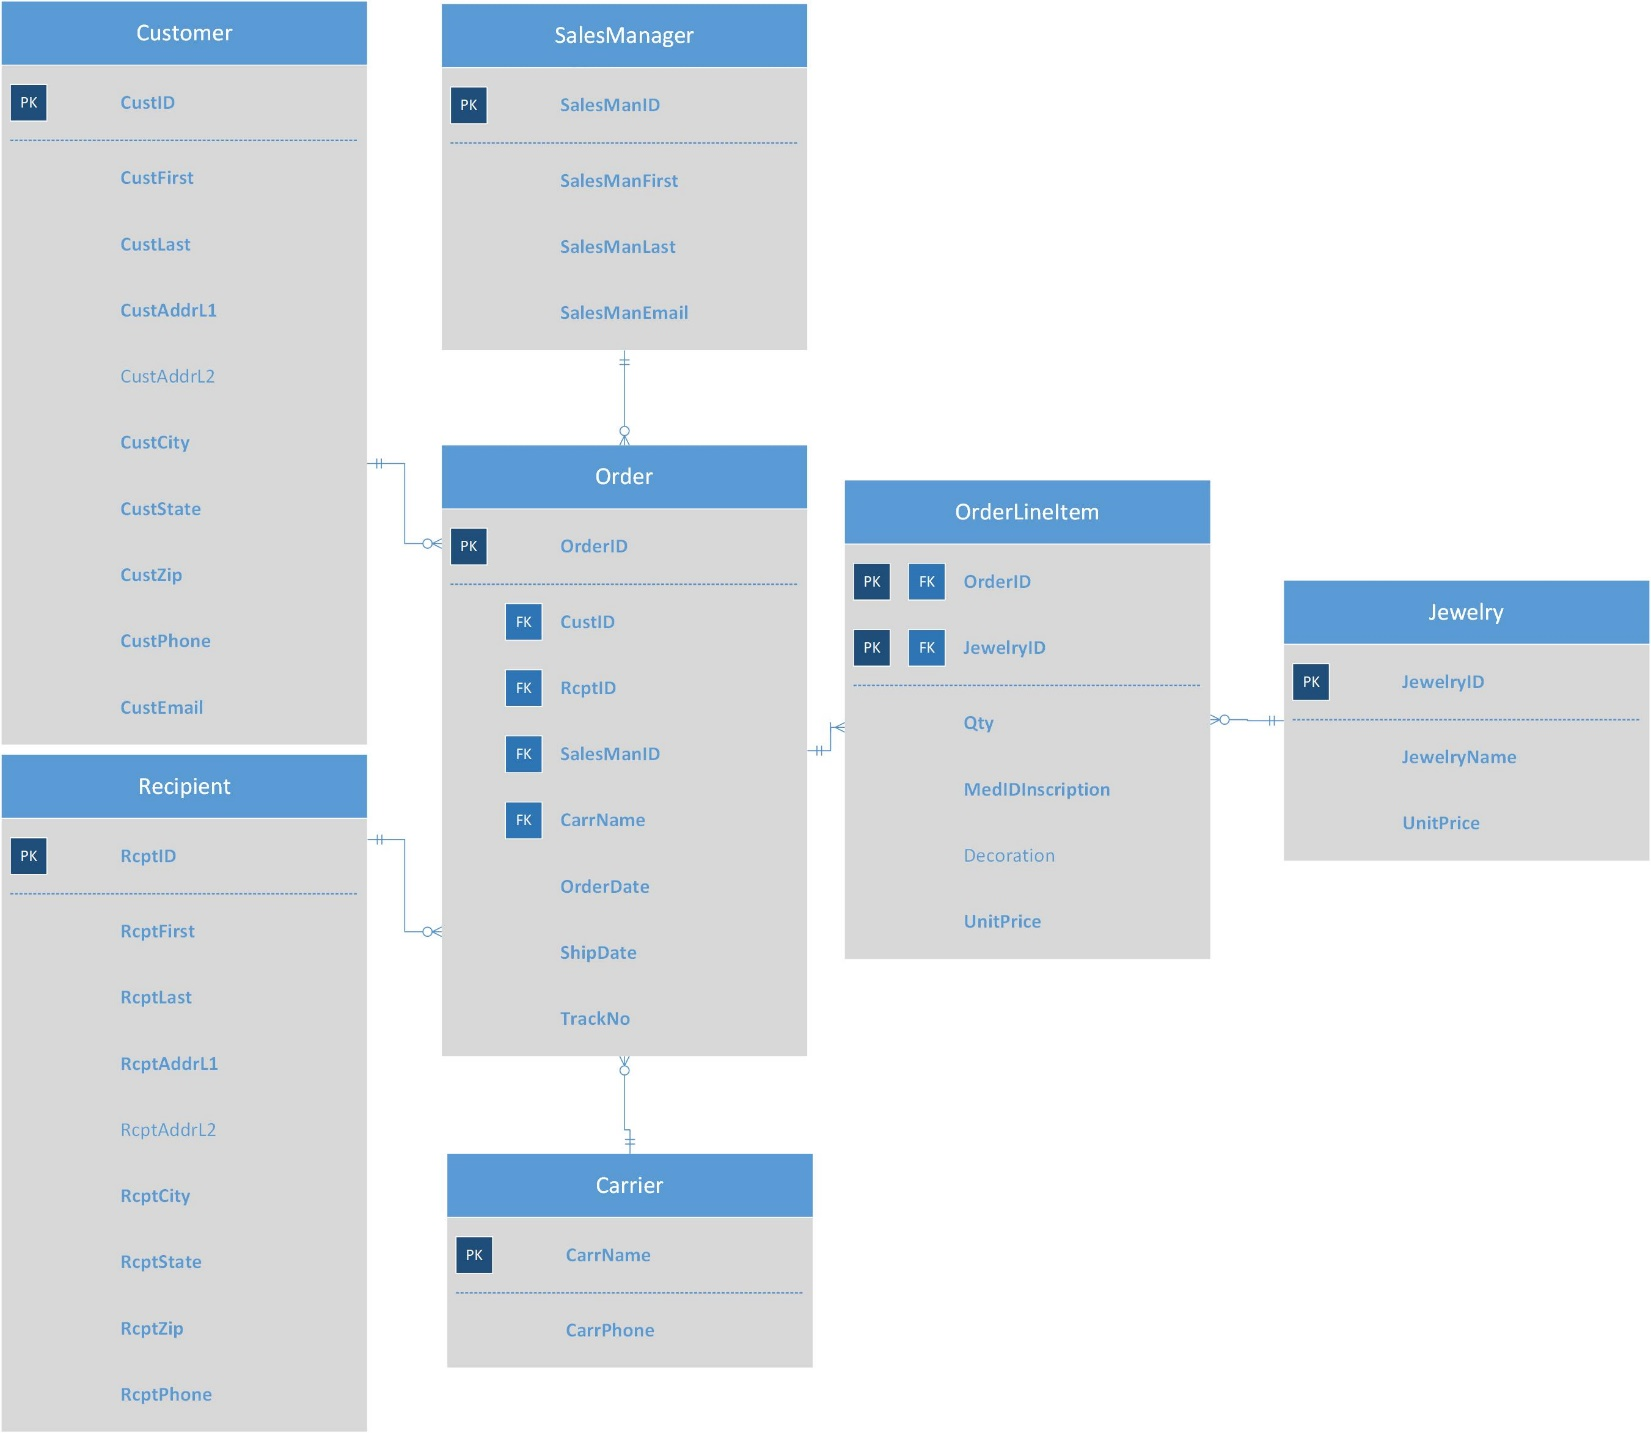 Customer
PK CustID
CustFirst
CustLast
CustAddrL1
CustAddrL2
CustCity
CustState
CustZip
CustPhone
CustEmail
SalesManager
PK SalesManID
SalesManFirst
SalesManLast
SalesManEmail
Order
PK OrderID
FK CustID
FK RcptID
FK SalesManID
FK CarrName
OrderDate
ShipDate
TrackNo
OrderLineItem
PK FK OrderID
PK FK JewelryID
Qty
MedIDInscription
Decoration
UnitPrice
Jewelry
PK JewelryID
JewelryName
UnitPrice
Recipient
PK RcptID
RcptFirst
RcptLast
RcptAddrL1
RcptAddrL2
RcptCity
RcptState
RcptZip
RcptPhone
Carrier
PK CarrName
CarrPhone